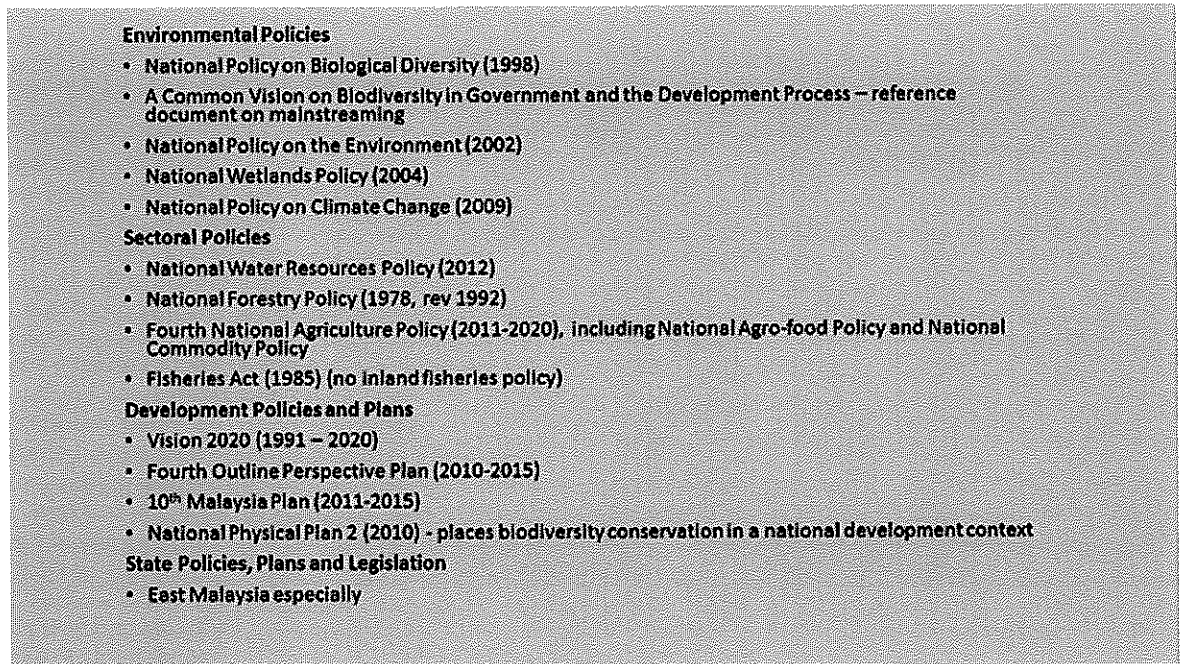 Environmental Policies
• National Policy on Biological Diversity (1998)
• A Common Vision on Biodiversity in Government and the Development Process – reference
document on mainstreaming
• National Policy on the Environment (2002)
• National Wetlands Policy (2004)
• National Policy on Climate Change (2009)
Sectoral Policies
• National Water Resources Policy (2012)
• National Forestry Policy (1978, rev 1992)
• Fourth National Agriculture Policy (2011-2020), including National Agro-food Policy and National
Commodity Policy
• Fisheries Act (1985) (no inland fisheries policy)
Development Policies and Plans
• Vision 2020 (1991 – 2020)
• Fourth Outline Perspective Plan (2010-2015)
• 10th Malaysia Plan (2011-2015)
• National Physical Plan 2 (2010) - places biodiversity conservation in a national development context
State Policies, Plans and Legislation
• East Malaysia especially